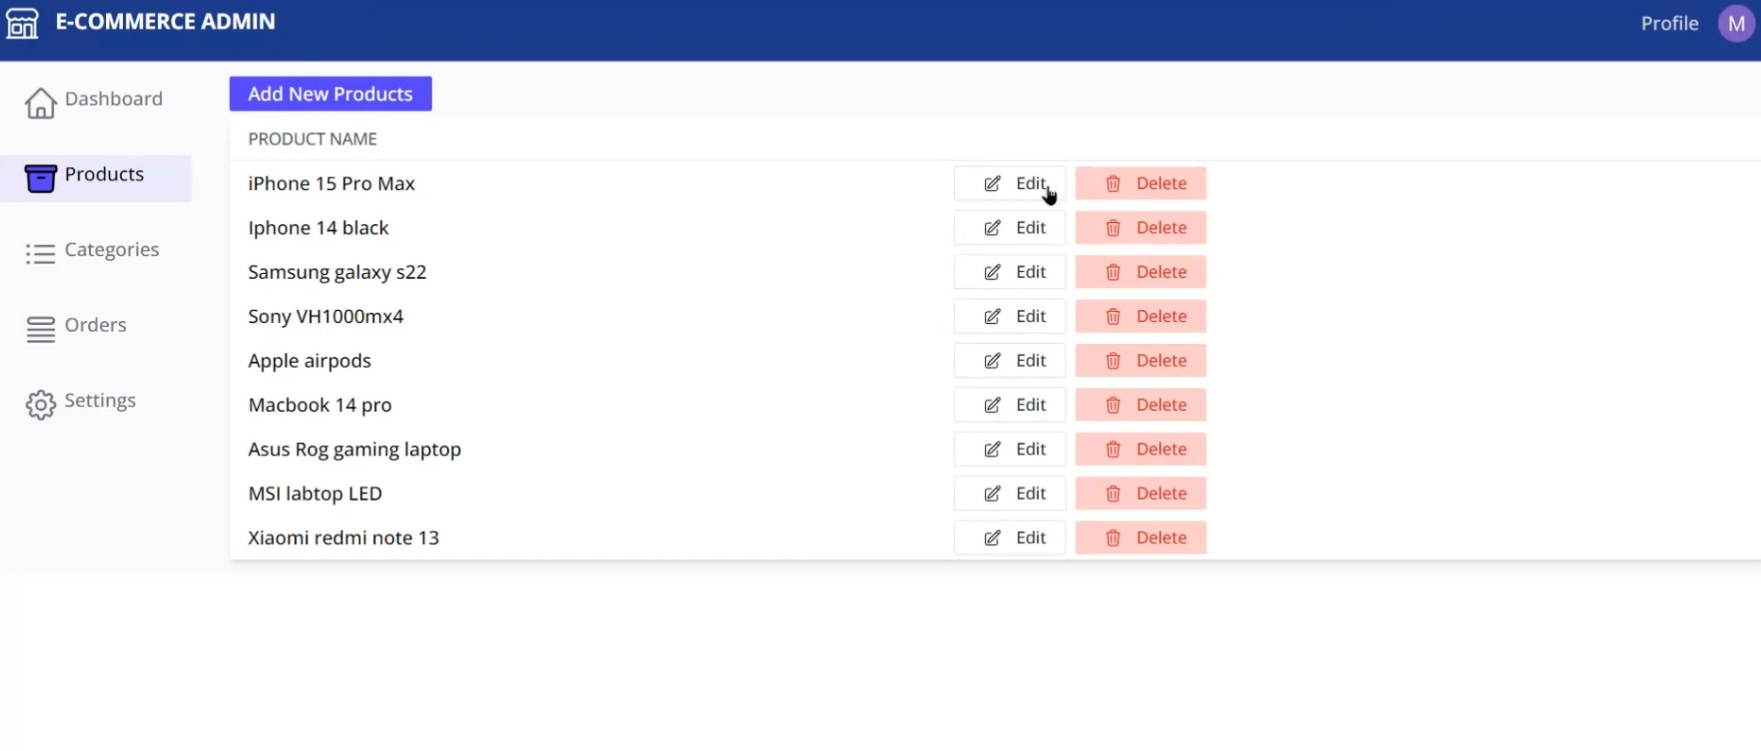 E-COMMERCE ADMIN
Profile M
Dashboard
Products
Categories
Orders
Settings
Add New Products
PRODUCT NAME
iPhone 15 Pro Max Edit Delete
Iphone 14 black Edit Delete
Samsung galaxy s22 Edit Delete
Sony VH1000mx4 Edit Delete
Apple airpods Edit Delete
Macbook 14 pro Edit Delete
Asus Rog gaming laptop Edit Delete
MSI labtop LED Edit Delete
Xiaomi redmi note 13 Edit Delete